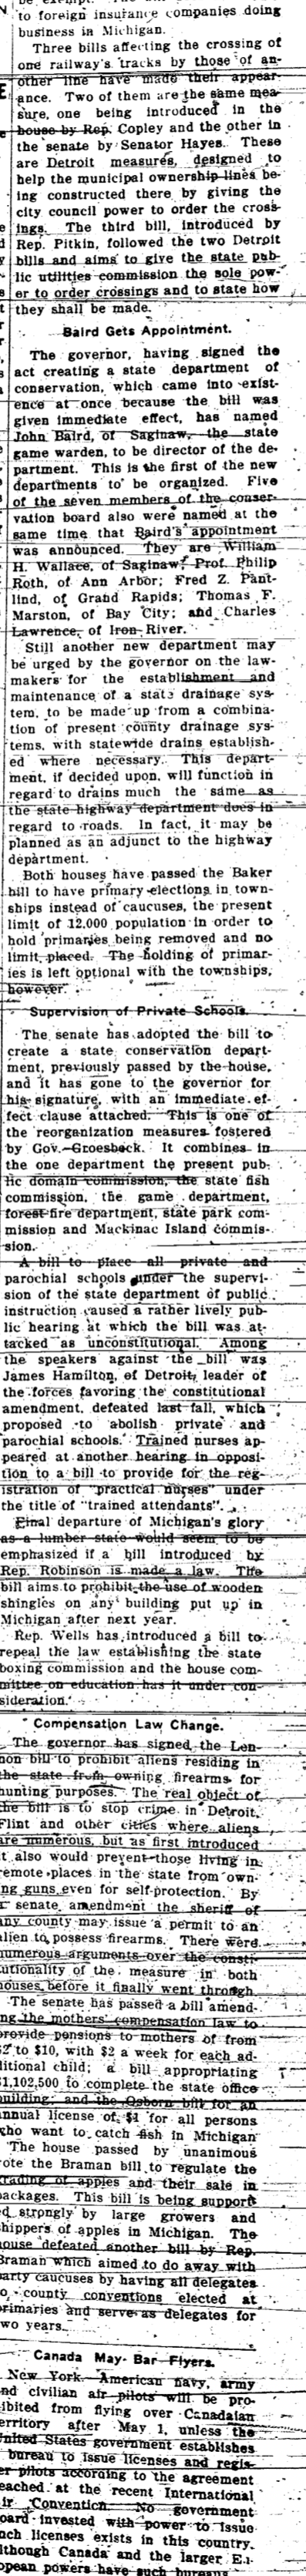 to foreign insurance companies doing
business in Michigan.
Three bills affecting the crossing of
one railway's tracks by those of an-
other line have made their appear-
ance. Two of them are the same mea-
sure, one being introduced in the
house by Rep. Copley and the other in
the senate by Senator Hayes. These
are Detroit measures, designed to
help the municipal ownership lines be-
ing constructed there by giving the
city council power to order the cross-
ings. The third bill, introduced by
Rep. Pitkin, followed the two Detroit
bills and aims to give the state pub-
lic utilities commission the sole pow-
er to order crossings and to state how
they shall be made.
Baird Gets Appointment.
The governor, having signed the
act creating a state department of
conservation, which came into exist-
ence at once because the bill was
given immediate effect, has named
John Baird, of Saginaw, the state
game warden, to be director of the de-
partment. This is the first of the new
departments to be organized. Five
of the seven members of the conser-
vation board also were named at the
same time that Baird's appointment
was announced. They are William
H. Wallace, of Saginaw; Prof. Philip
Roth, of Ann Arbor; Fred Z. Pant-
lind, of Grand Rapids; Thomas F.
Marston, of Bay City; and Charles
Lawrence, of Iron River.
Still another new department may
be urged by the governor on the law-
makers for the establishment and
maintenance of a state drainage sys-
tem, to be made up from a combina-
tion of present county drainage sys-
tems, with statewide drains establish-
ed where necessary. This depart-
ment, if decided upon, will function in
regard to drains much the same as
the state highway department does in
regard to roads. In fact, it may be
planned as an adjunct to the highway
department.
Both houses have passed the Baker
bill to have primary elections in town-
ships instead of caucuses, the present
limit of 12,000 population in order to
hold primaries being removed and no
limit placed. The holding of primar-
ies is left optional with the townships,
however.
Supervision of Private Schools.
The senate has adopted the bill to
create a state conservation depart-
ment, previously passed by the house,
and it has gone to the governor for
his signature, with an immediate ef-
fect clause attached. This is one of
the reorganization measures fostered
by Gov. Groesbeck. It combines in
the one department the present pub-
lic domain commission, the state fish
commission, the game department,
forest fire department, state park com-
mission and Mackinac Island commis-
sion.
A bill to place all private and
parochial schools under the supervi-
sion of the state department of public
instruction caused a rather lively pub-
lic hearing at which the bill was at-
tacked as unconstitutional. Among
the speakers against the bill was
James Hamilton, of Detroit, leader of
the forces favoring the constitutional
amendment, defeated last fall, which
proposed to abolish private and
parochial schools. Trained nurses ap-
peared at another hearing in opposi-
tion to a bill to provide for the reg-
istration of "practical nurses" under
the title of "trained attendants".
Final departure of Michigan's glory
as a lumber state would seem to be
emphasized if a bill introduced by
Rep. Robinson is made a law. The
bill aims to prohibit the use of wooden
shingles on any building put up in
Michigan after next year.
Rep. Wells has introduced a bill to
repeal the law establishing the state
boxing commission and the house com-
mittee on education has it under con-
sideration.
Compensation Law Change.
The governor has signed the Len-
non bill to prohibit aliens residing in
the state from owning firearms for
hunting purposes. The real object of
the bill is to stop crime in Detroit,
Flint and other cities where aliens
are numerous, but as first introduced
it also would prevent those living in
remote places in the state from own-
ing guns even for self-protection. By
senate amendment the sheriff of
any county may issue a permit to an
alien to possess firearms. There were
numerous arguments over the consti-
tutionality of the measure in both
houses before it finally went through.
The senate has passed a bill amend-
ing the mothers' compensation law to
provide pensions to mothers of from
$2 to $10, with $2 a week for each ad-
ditional child; a bill appropriating
$1,102,500 to complete the state office
building; and the Osborn bill for an
annual license of $1 for all persons
who want to catch fish in Michigan
The house passed by unanimous
vote the Braman bill to regulate the
grading of apples and their sale in
packages. This bill is being support-
ed strongly by large growers and
shippers of apples in Michigan. The
house defeated another bill by Rep.
Braman which aimed to do away with
party caucuses by having all delegates
to county conventions elected at
primaries and serve as delegates for
two years.
Canada May Bar Flyers.
New York. American navy, army
and civilian air pilots will be pro-
hibited from flying over Canadaian
territory after May 1, unless the
United States government establishes
bureau to issue licenses and regis-
er pilots according to the agreement
reached at the recent International
Air Convention. No government
board invested with power to issue
such licenses exists in this country.
although Canada and the larger Eu-
ropean powers have such bureaus